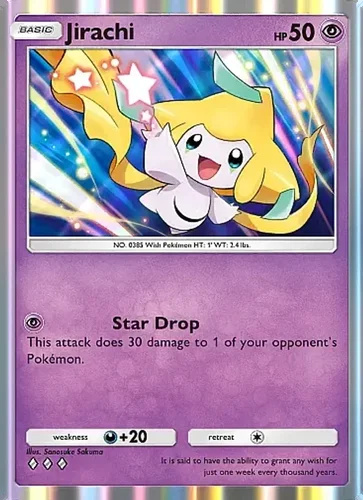 BASIC
Jirachi
HP 50
NO. 0385 Wish Pokémon HT: 1' WT: 2.4 lbs.
Star Drop
This attack does 30 damage to 1 of your opponent's
Pokémon.
weakness +20
retreat
Illus. Sanosuke Sakuma
It is said to have the ability to grant any wish for
just one week every thousand years.